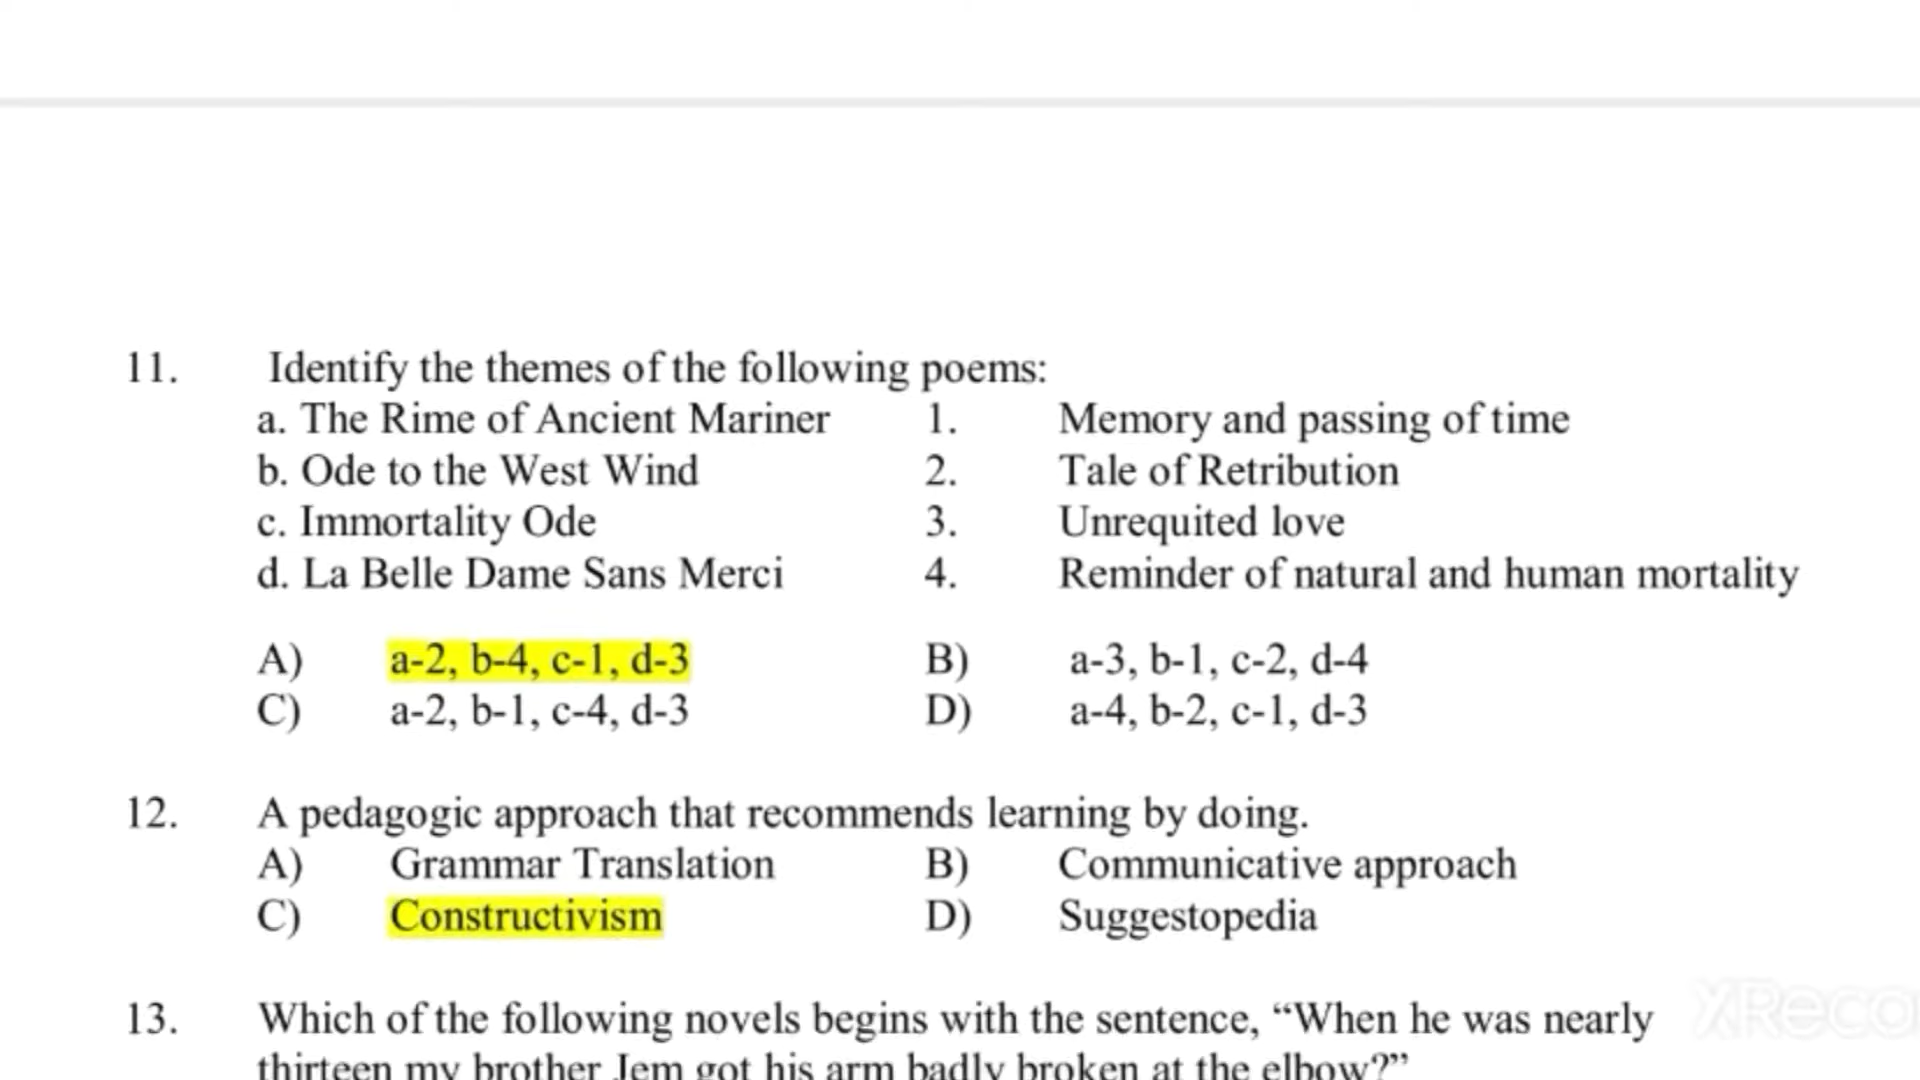 11. Identify the themes of the following poems:
a. The Rime of Ancient Mariner 1. Memory and passing of time
b. Ode to the West Wind 2. Tale of Retribution
c. Immortality Ode 3. Unrequited love
d. La Belle Dame Sans Merci 4. Reminder of natural and human mortality
A) a-2, b-4, c-1, d-3 B) a-3, b-1, c-2, d-4
C) a-2, b-1, c-4, d-3 D) a-4, b-2, c-1, d-3
12. A pedagogic approach that recommends learning by doing.
A) Grammar Translation B) Communicative approach
C) Constructivism D) Suggestopedia
13. Which of the following novels begins with the sentence, “When he was nearly
thirteen my brother Jem got his arm badly broken at the elbow?”